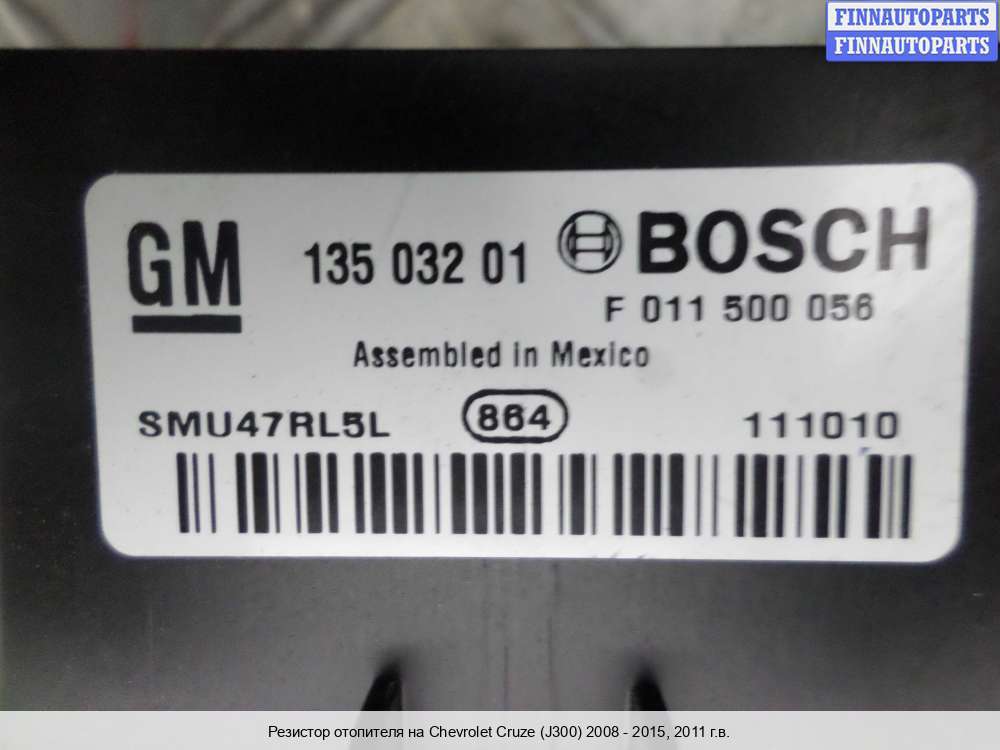 FINNAUTOPARTS
FINNAUTOPARTS
GM 135 032 01 BOSCH
F 011 500 056
Assembled in Mexico
SMU47RL5L 864 111010
Резистор отопителя на Chevrolet Cruze (J300) 2008 - 2015, 2011 г.в.